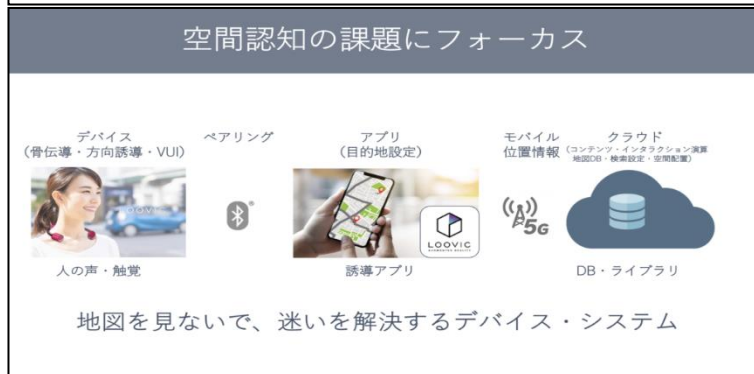 空間認知の課題にフォーカス
デバイス
(骨伝導・方向誘導・VUI)
ペアリング
アプリ
(目的地設定)
モバイル
位置情報
クラウド
(コンテンツ・インタラクション演算
地図DB・検索設定・空間配置)
LOOVIC
5G
人の声・触覚
誘導アプリ
DB・ライブラリ
地図を見ないで、迷いを解決するデバイス・システム